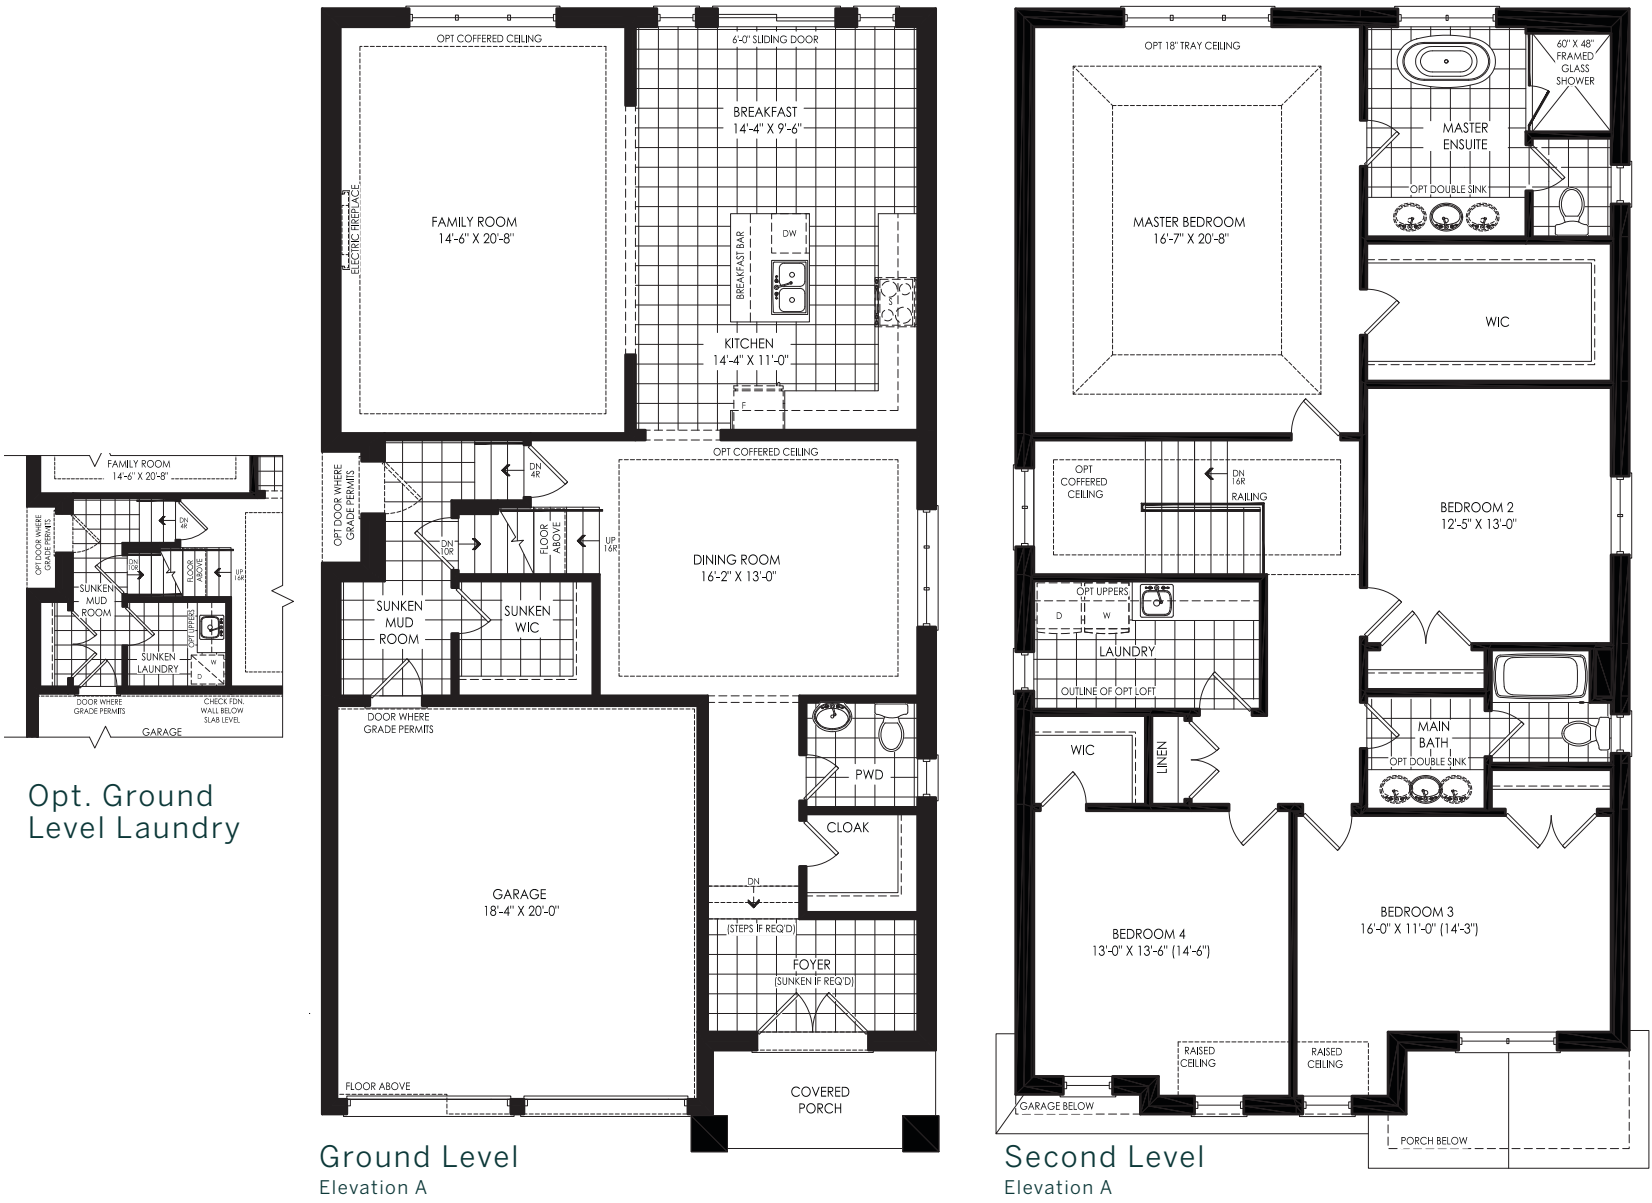 FAMILY ROOM
14'-6" X 20'-8"
OPT DOOR WHERE
GRADE PERMITS
DN
4R
DN
10R
FLOOR
ABOVE
UP
16R
SUNKEN
MUD
ROOM
OPT UPPERS
SUNKEN
LAUNDRY
W
D
DOOR WHERE
GRADE PERMITS
CHECK FDN.
WALL BELOW
SLAB LEVEL
GARAGE
Opt. Ground
Level Laundry
OPT COFFERED CEILING
6'-0" SLIDING DOOR
BREAKFAST
14'-4" X 9'-6"
ELECTRIC FIREPLACE
FAMILY ROOM
14'-6" X 20'-8"
DW
BREAKFAST BAR
S
KITCHEN
14'-4" X 11'-0"
F
OPT COFFERED CEILING
OPT DOOR WHERE
GRADE PERMITS
DN
4R
DN
10R
FLOOR
ABOVE
UP
16R
DINING ROOM
16'-2" X 13'-0"
SUNKEN
MUD
ROOM
SUNKEN
WIC
DOOR WHERE
GRADE PERMITS
PWD
CLOAK
GARAGE
18'-4" X 20'-0"
DN
(STEPS IF REQ'D)
FOYER
(SUNKEN IF REQ'D)
FLOOR ABOVE
COVERED
PORCH
Ground Level
Elevation A
OPT 18" TRAY CEILING
60" X 48"
FRAMED
GLASS
SHOWER
MASTER
ENSUITE
OPT DOUBLE SINK
MASTER BEDROOM
16'-7" X 20'-8"
WIC
OPT
COFFERED
CEILING
DN
16R
RAILING
BEDROOM 2
12'-5" X 13'-0"
OPT UPPERS
D
W
LAUNDRY
OUTLINE OF OPT LOFT
WIC
LINEN
MAIN
BATH
OPT DOUBLE SINK
BEDROOM 4
13'-0" X 13'-6" (14'-6")
BEDROOM 3
16'-0" X 11'-0" (14'-3")
RAISED
CEILING
RAISED
CEILING
GARAGE BELOW
PORCH BELOW
Second Level
Elevation A